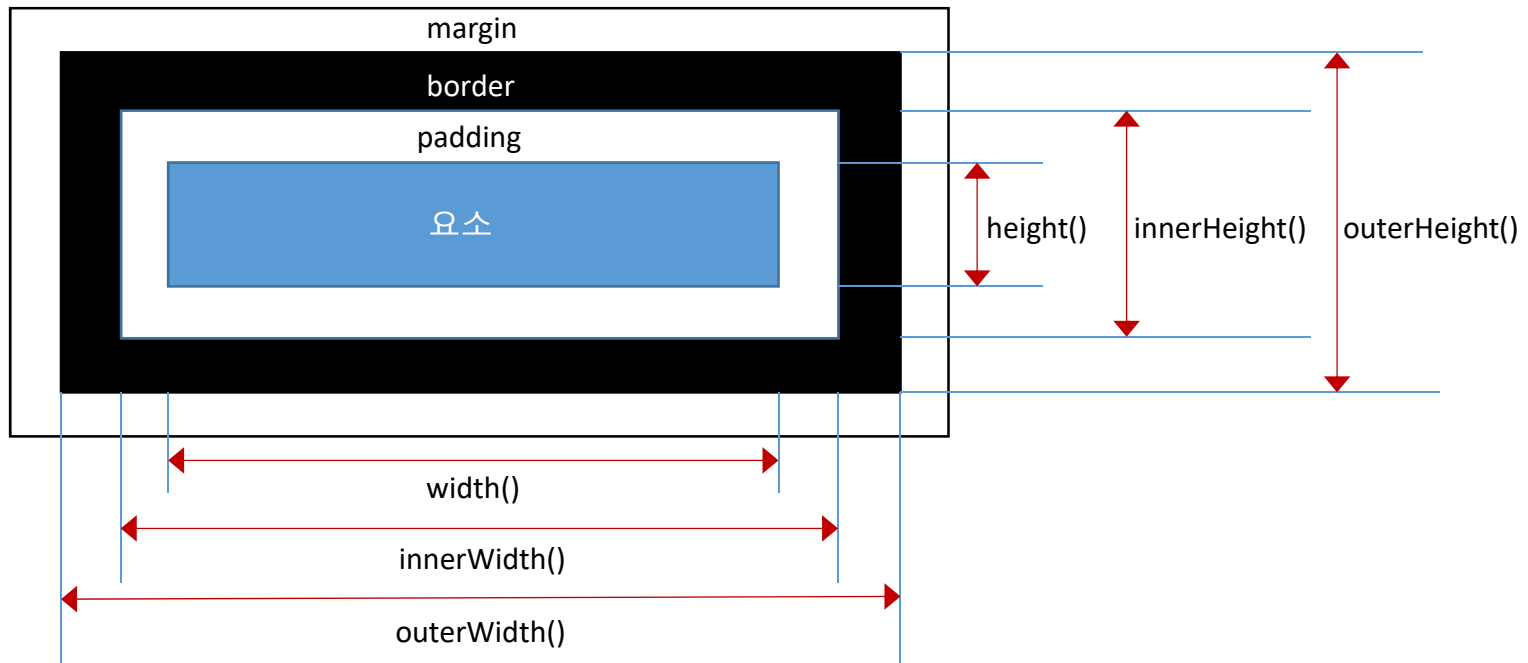 margin
border
padding
요소
height()
innerHeight()
outerHeight()
width()
innerWidth()
outerWidth()